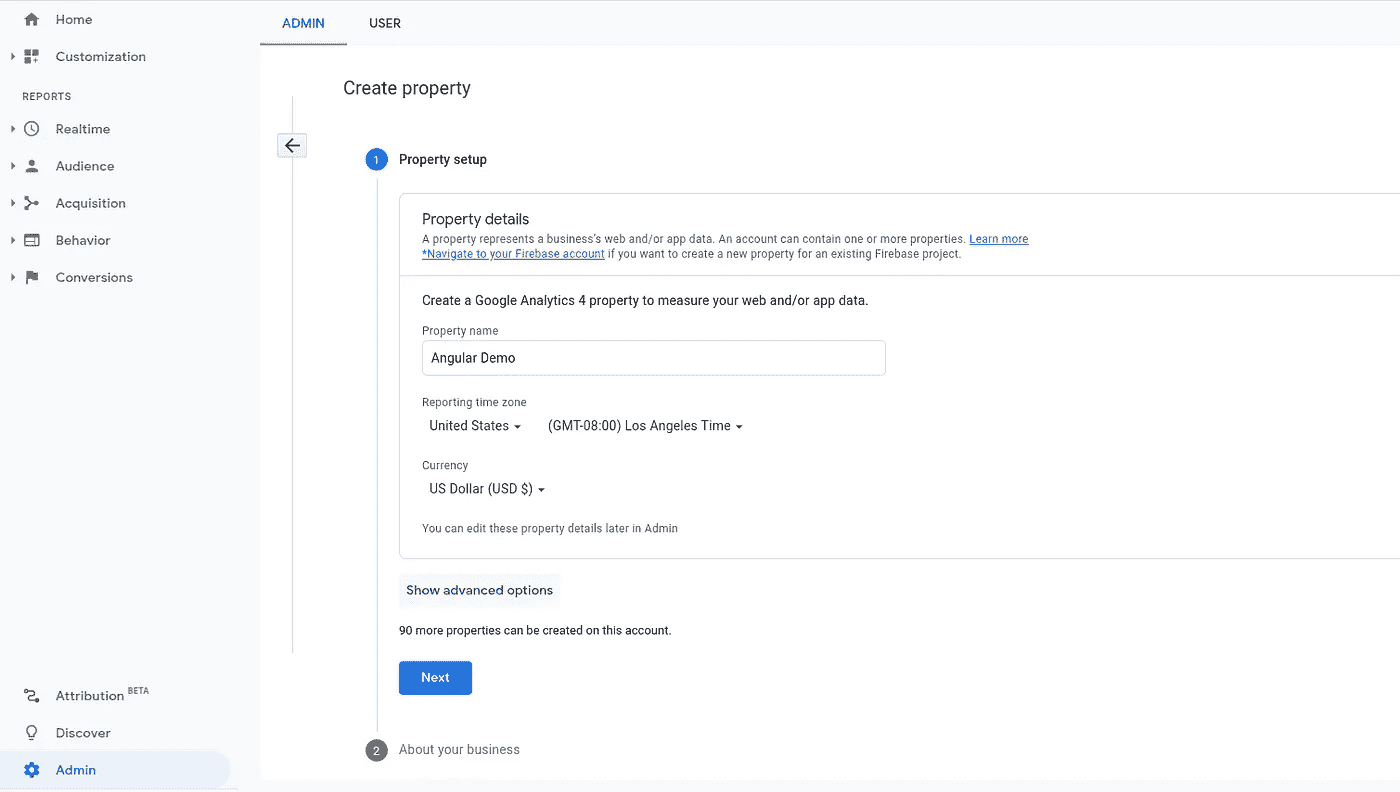 Home
Customization
REPORTS
Realtime
Audience
Acquisition
Behavior
Conversions
Attribution BETA
Discover
Admin
ADMIN USER
Create property
1 Property setup
Property details
A property represents a business's web and/or app data. An account can contain one or more properties. Learn more
*Navigate to your Firebase account if you want to create a new property for an existing Firebase project.
Create a Google Analytics 4 property to measure your web and/or app data.
Property name
Angular Demo
Reporting time zone
United States (GMT-08:00) Los Angeles Time
Currency
US Dollar (USD $)
You can edit these property details later in Admin
Show advanced options
90 more properties can be created on this account.
Next
2 About your business